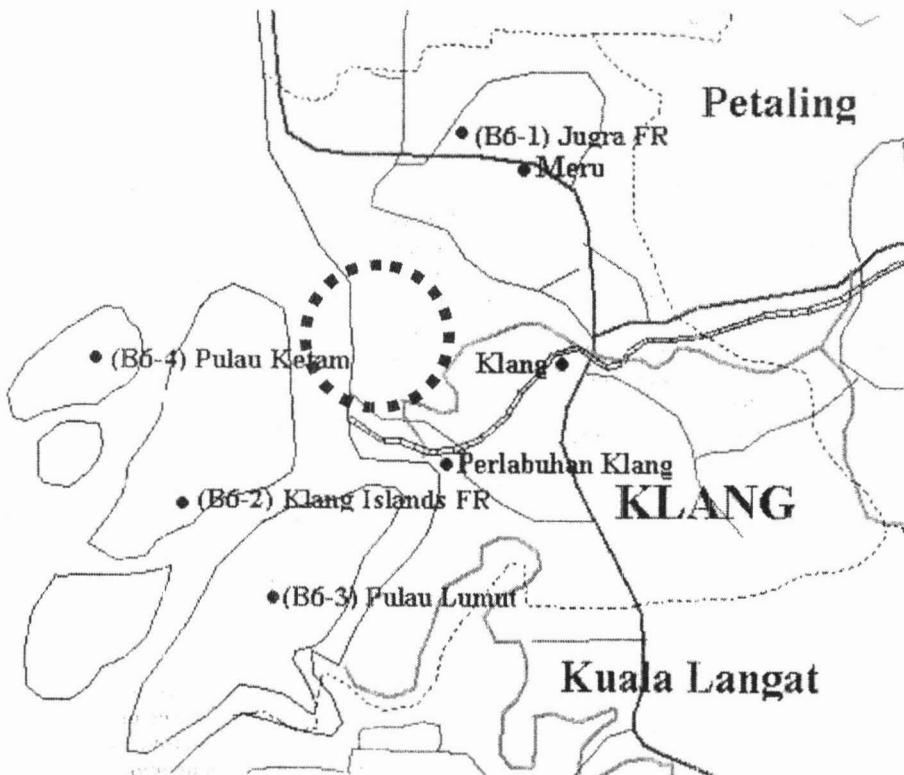 Petaling
(B6-1) Jugra FR
Meru
(B6-4) Pulau Ketam
Klang
Perlabuhan Klang
(B6-2) Klang Islands FR
KLANG
(B6-3) Pulau Lumut
Kuala Langat